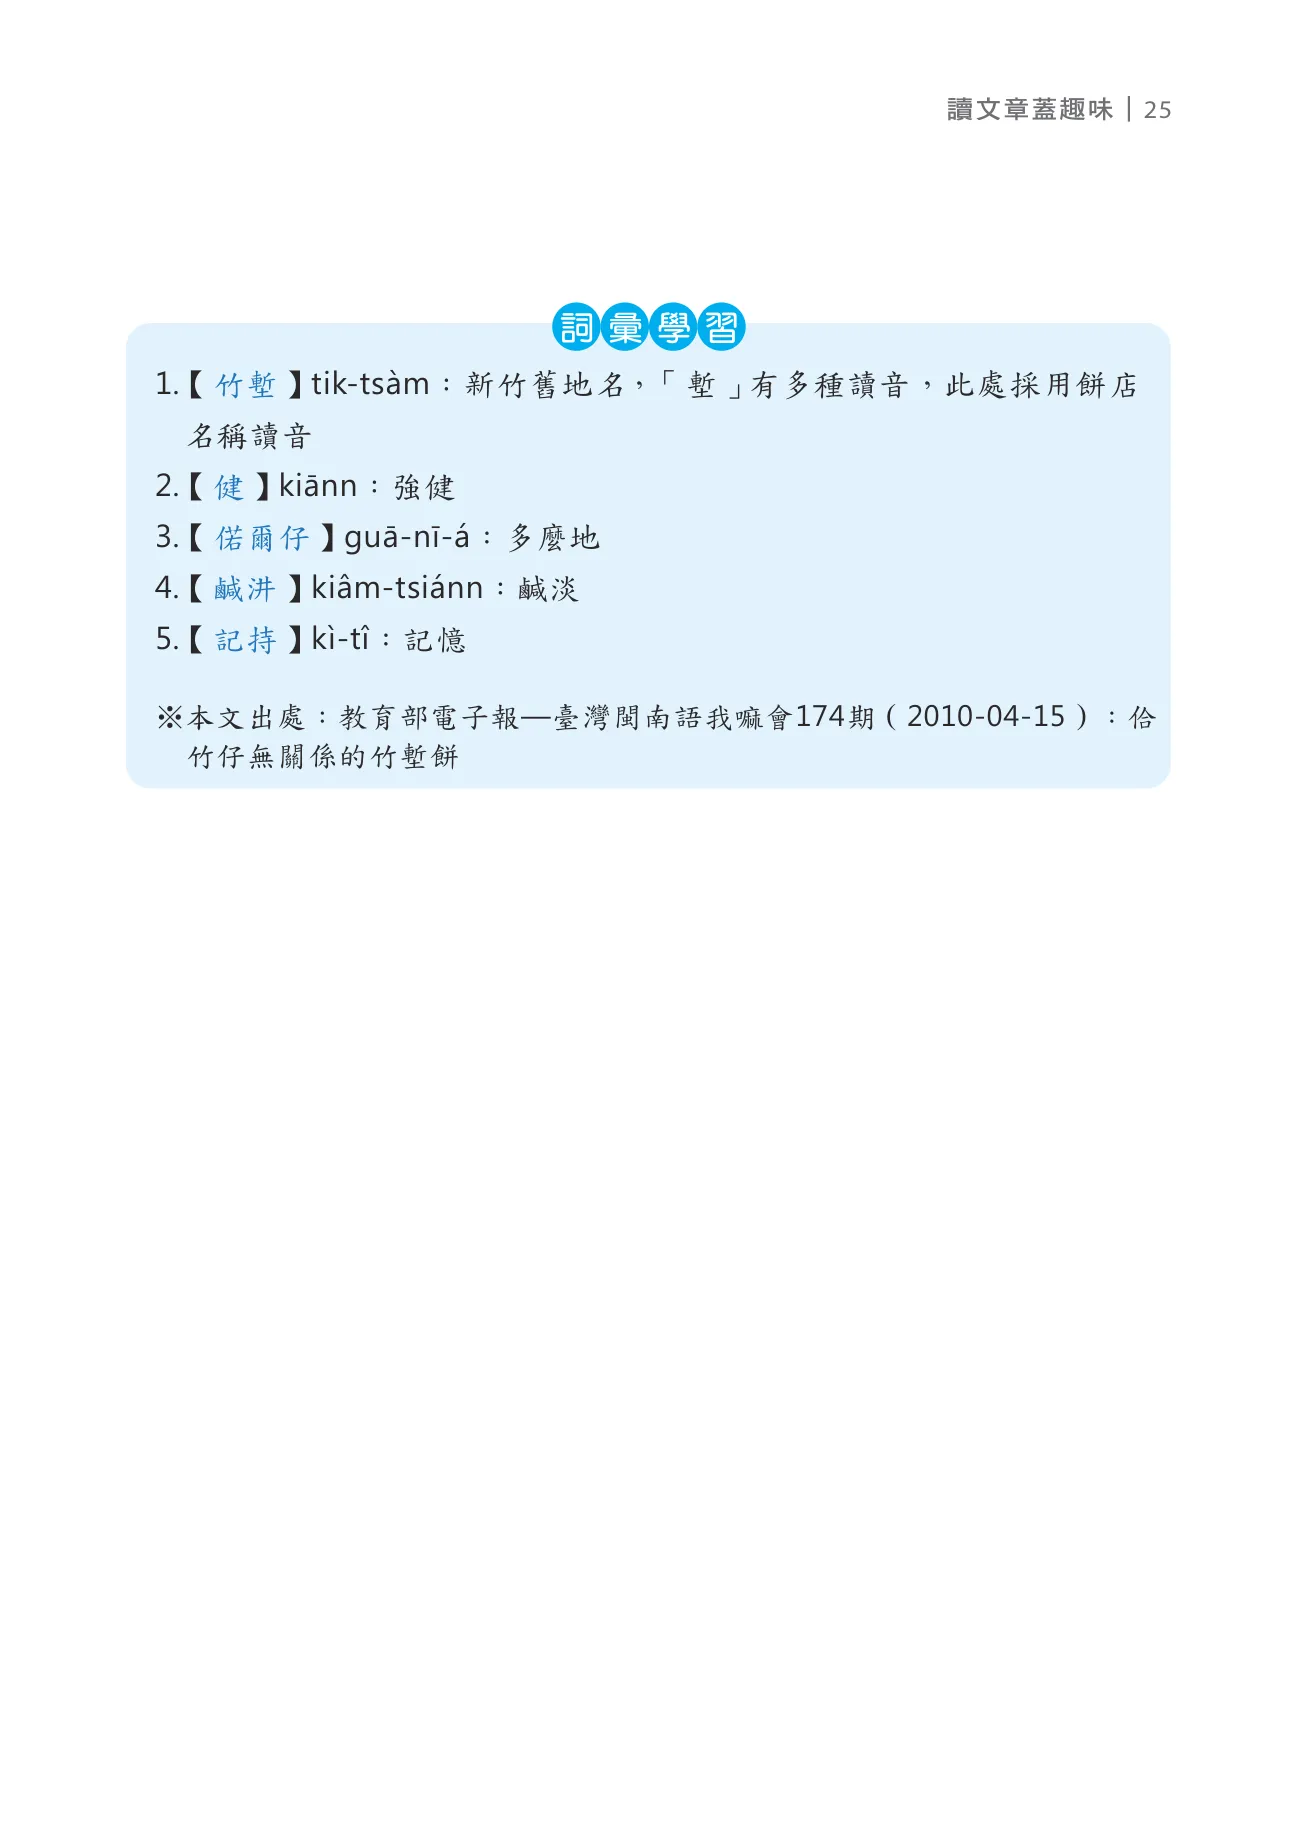 讀文章蓋趣味｜25
詞彙學習
1.【竹塹】tik-tsàm：新竹舊地名，「塹」有多種讀音，此處採用餅店
名稱讀音
2.【健】kiānn：強健
3.【偌爾仔】guā-nī-á：多麼地
4.【鹹汫】kiâm-tsiánn：鹹淡
5.【記持】kì-tî：記憶
※本文出處：教育部電子報—臺灣閩南語我嘛會174期（2010-04-15）：佮
竹仔無關係的竹塹餅